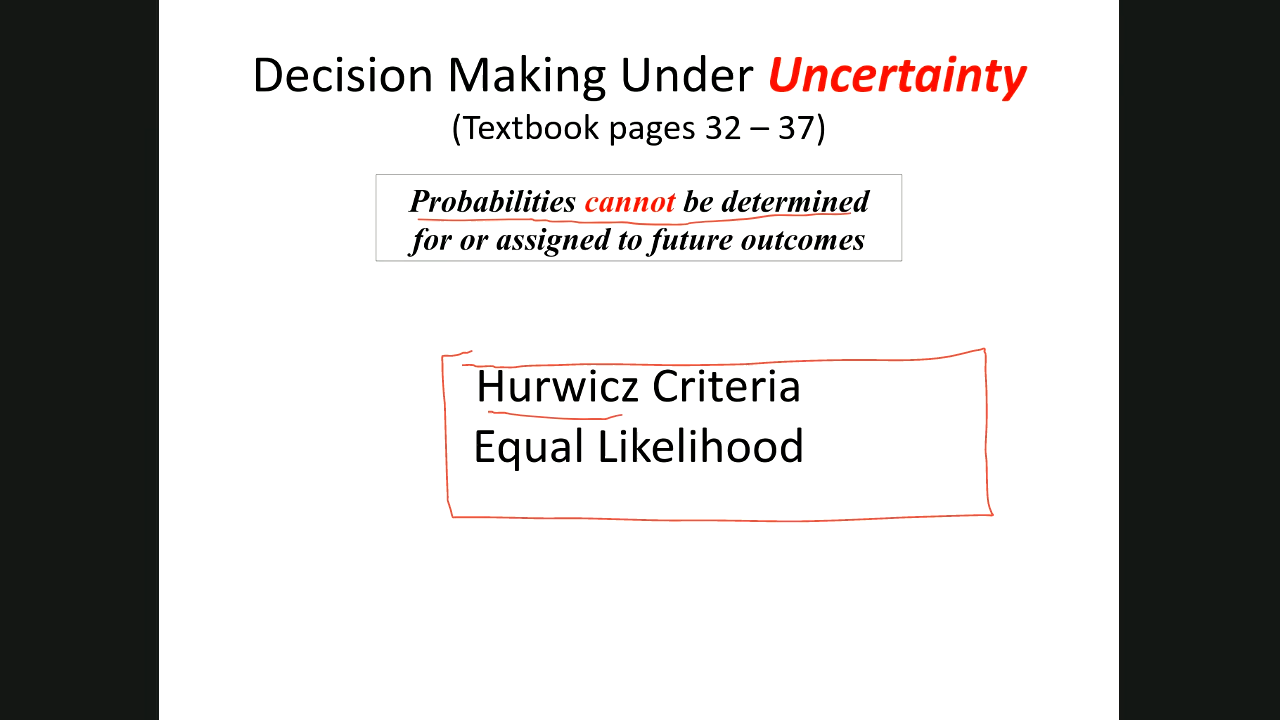 Decision Making Under Uncertainty
(Textbook pages 32 – 37)
Probabilities cannot be determined
for or assigned to future outcomes
Hurwicz Criteria
Equal Likelihood